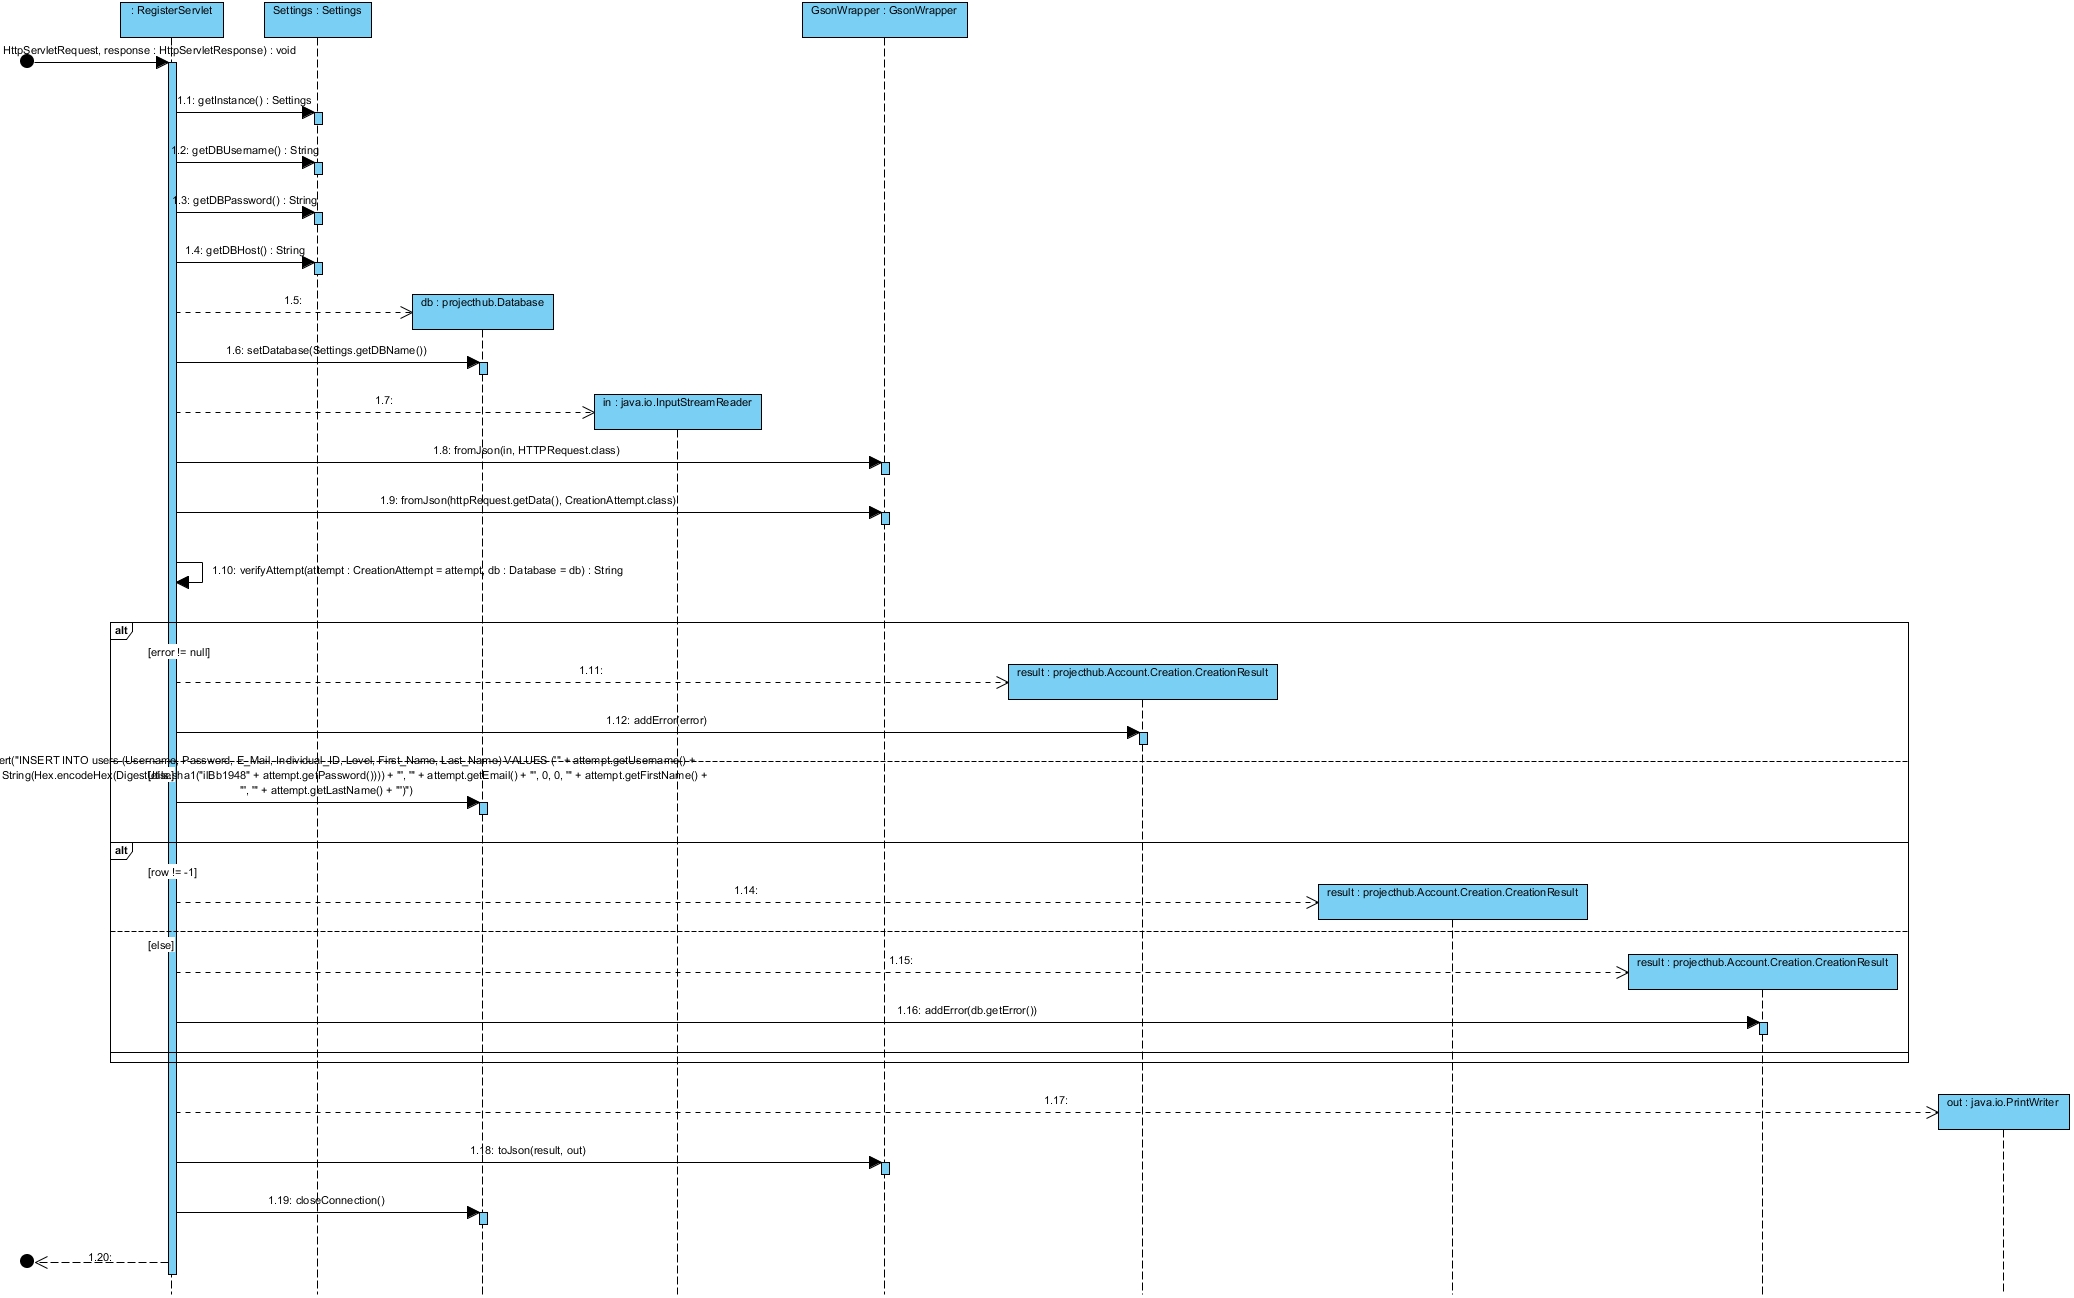 : RegisterServlet
Settings : Settings
GsonWrapper : GsonWrapper
HttpServletRequest, response : HttpServletResponse) : void
1.1: getInstance() : Settings
1.2: getDBUsername() : String
1.3: getDBPassword() : String
1.4: getDBHost() : String
1.5:
db : projecthub.Database
1.6: setDatabase(Settings.getDBName())
1.7:
in : java.io.InputStreamReader
1.8: fromJson(in, HTTPRequest.class)
1.9: fromJson(httpRequest.getData(), CreationAttempt.class)
1.10: verifyAttempt(attempt : CreationAttempt = attempt, db : Database = db) : String
alt
[error != null]
1.11:
result : projecthub.Account.Creation.CreationResult
1.12: addError(error)
ert("INSERT INTO users (Username, Password, E_Mail, Individual_ID, Level, First_Name, Last_Name) VALUES ('" + attempt.getUsername() +
String(Hex.encodeHex(DigestUtils.sha1("ilBb1948" + attempt.getPassword()))) + "', '" + attempt.getEmail() + "', 0, 0, '" + attempt.getFirstName() +
[else]
"', '" + attempt.getLastName() + "')")
alt
[row != -1]
1.14:
result : projecthub.Account.Creation.CreationResult
[else]
1.15:
result : projecthub.Account.Creation.CreationResult
1.16: addError(db.getError())
1.17:
out : java.io.PrintWriter
1.18: toJson(result, out)
1.19: closeConnection()
1.20: